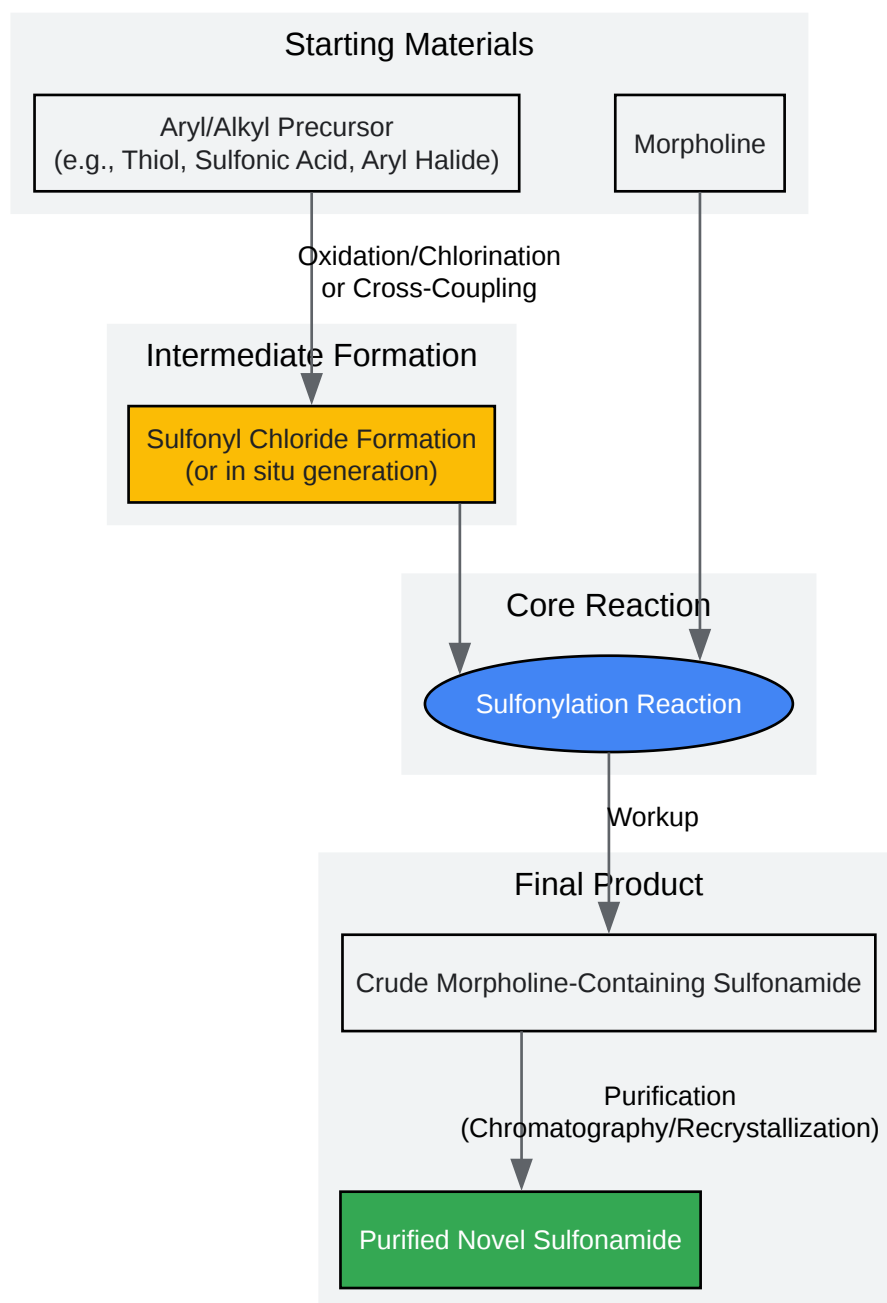 Starting Materials
Aryl/Alkyl Precursor
(e.g., Thiol, Sulfonic Acid, Aryl Halide)
Morpholine
Oxidation/Chlorination
or Cross-Coupling
Intermediate Formation
Sulfonyl Chloride Formation
(or in situ generation)
Core Reaction
Sulfonylation Reaction
Workup
Final Product
Crude Morpholine-Containing Sulfonamide
Purification
(Chromatography/Recrystallization)
Purified Novel Sulfonamide